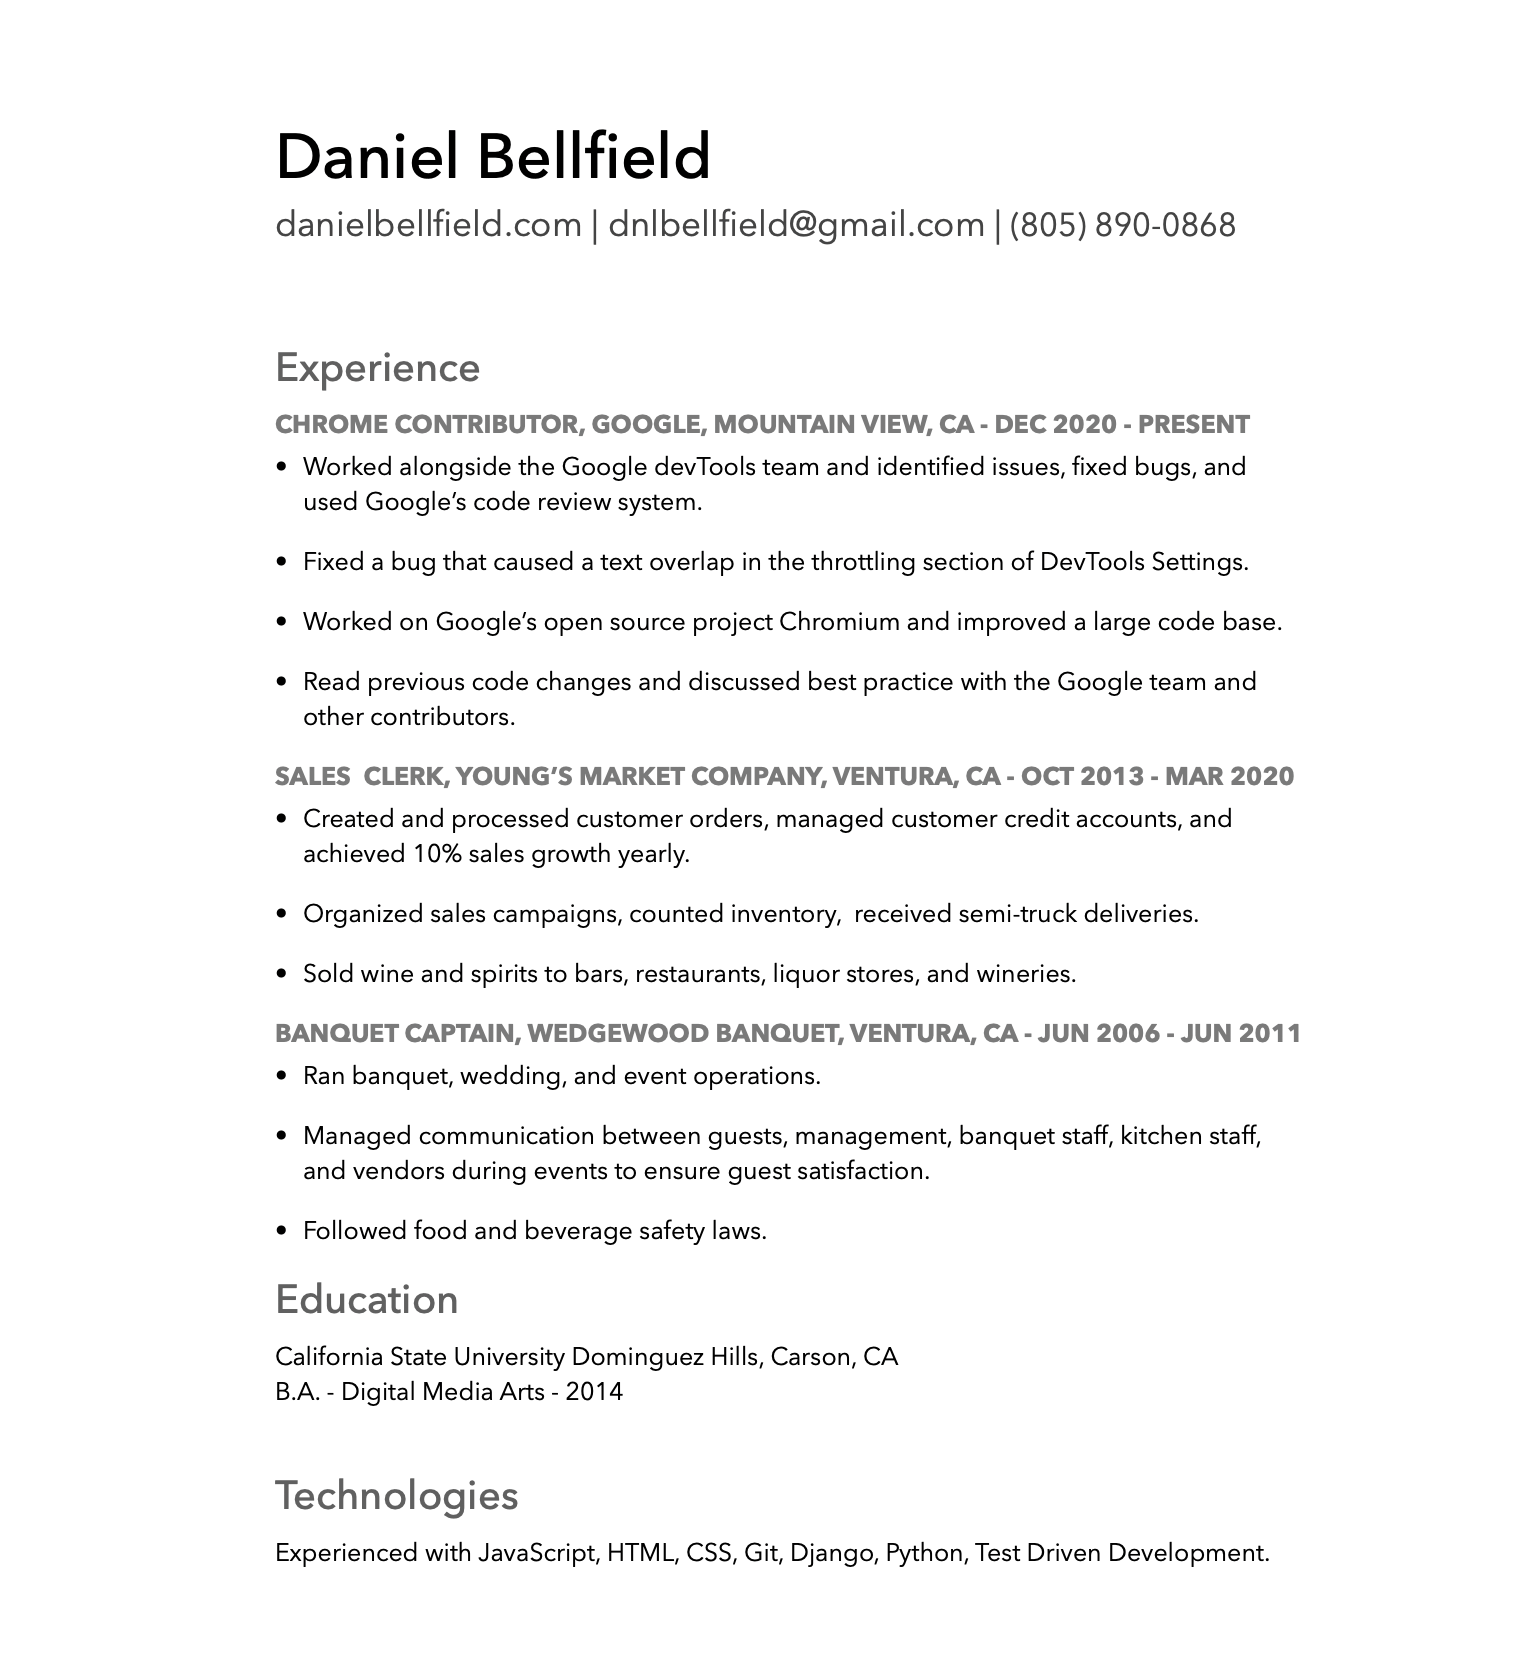 Daniel Bellfield
danielbellfield.com | dnlbellfield@gmail.com | (805) 890-0868
Experience
CHROME CONTRIBUTOR, GOOGLE, MOUNTAIN VIEW, CA - DEC 2020 - PRESENT
• Worked alongside the Google devTools team and identified issues, fixed bugs, and
used Google’s code review system.
• Fixed a bug that caused a text overlap in the throttling section of DevTools Settings.
• Worked on Google’s open source project Chromium and improved a large code base.
• Read previous code changes and discussed best practice with the Google team and
other contributors.
SALES  CLERK, YOUNG’S MARKET COMPANY, VENTURA, CA - OCT 2013 - MAR 2020
• Created and processed customer orders, managed customer credit accounts, and
achieved 10% sales growth yearly.
• Organized sales campaigns, counted inventory,  received semi-truck deliveries.
• Sold wine and spirits to bars, restaurants, liquor stores, and wineries.
BANQUET CAPTAIN, WEDGEWOOD BANQUET, VENTURA, CA - JUN 2006 - JUN 2011
• Ran banquet, wedding, and event operations.
• Managed communication between guests, management, banquet staff, kitchen staff,
and vendors during events to ensure guest satisfaction.
• Followed food and beverage safety laws.
Education
California State University Dominguez Hills, Carson, CA
B.A. - Digital Media Arts - 2014
Technologies
Experienced with JavaScript, HTML, CSS, Git, Django, Python, Test Driven Development.